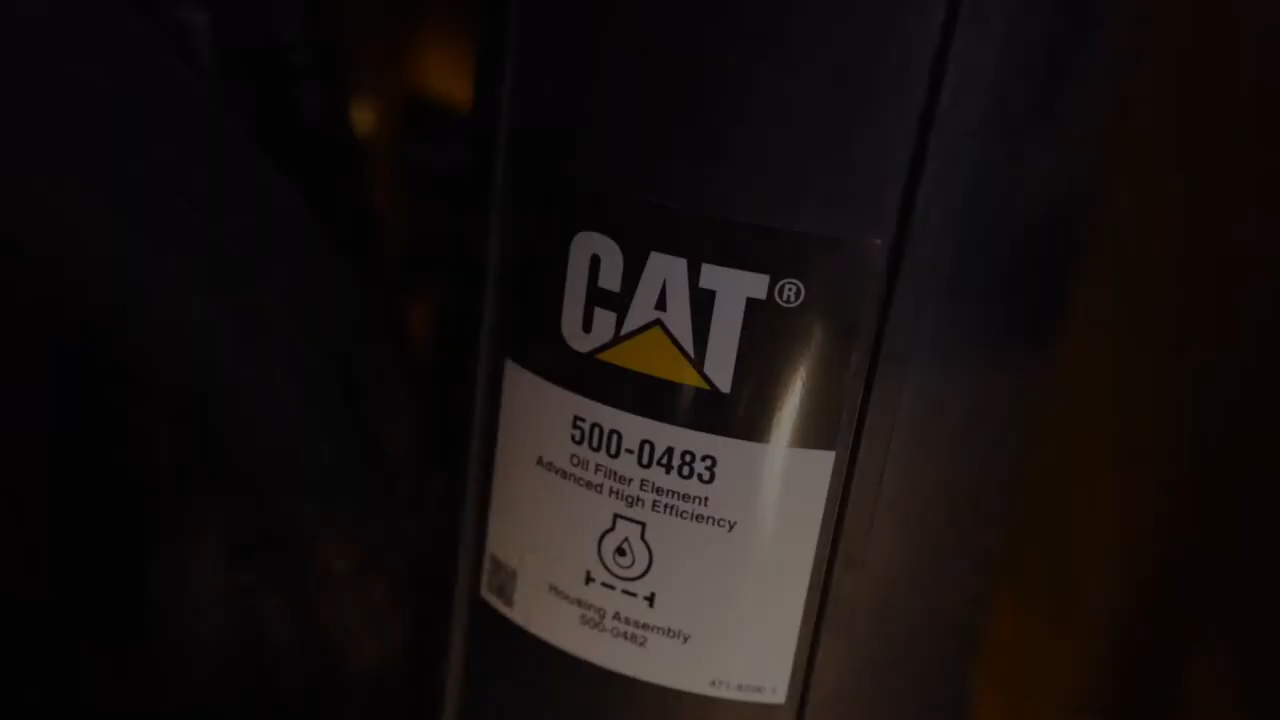 CAT®
500-0483
Oil Filter Element
Advanced High Efficiency
Housing Assembly
500-0482